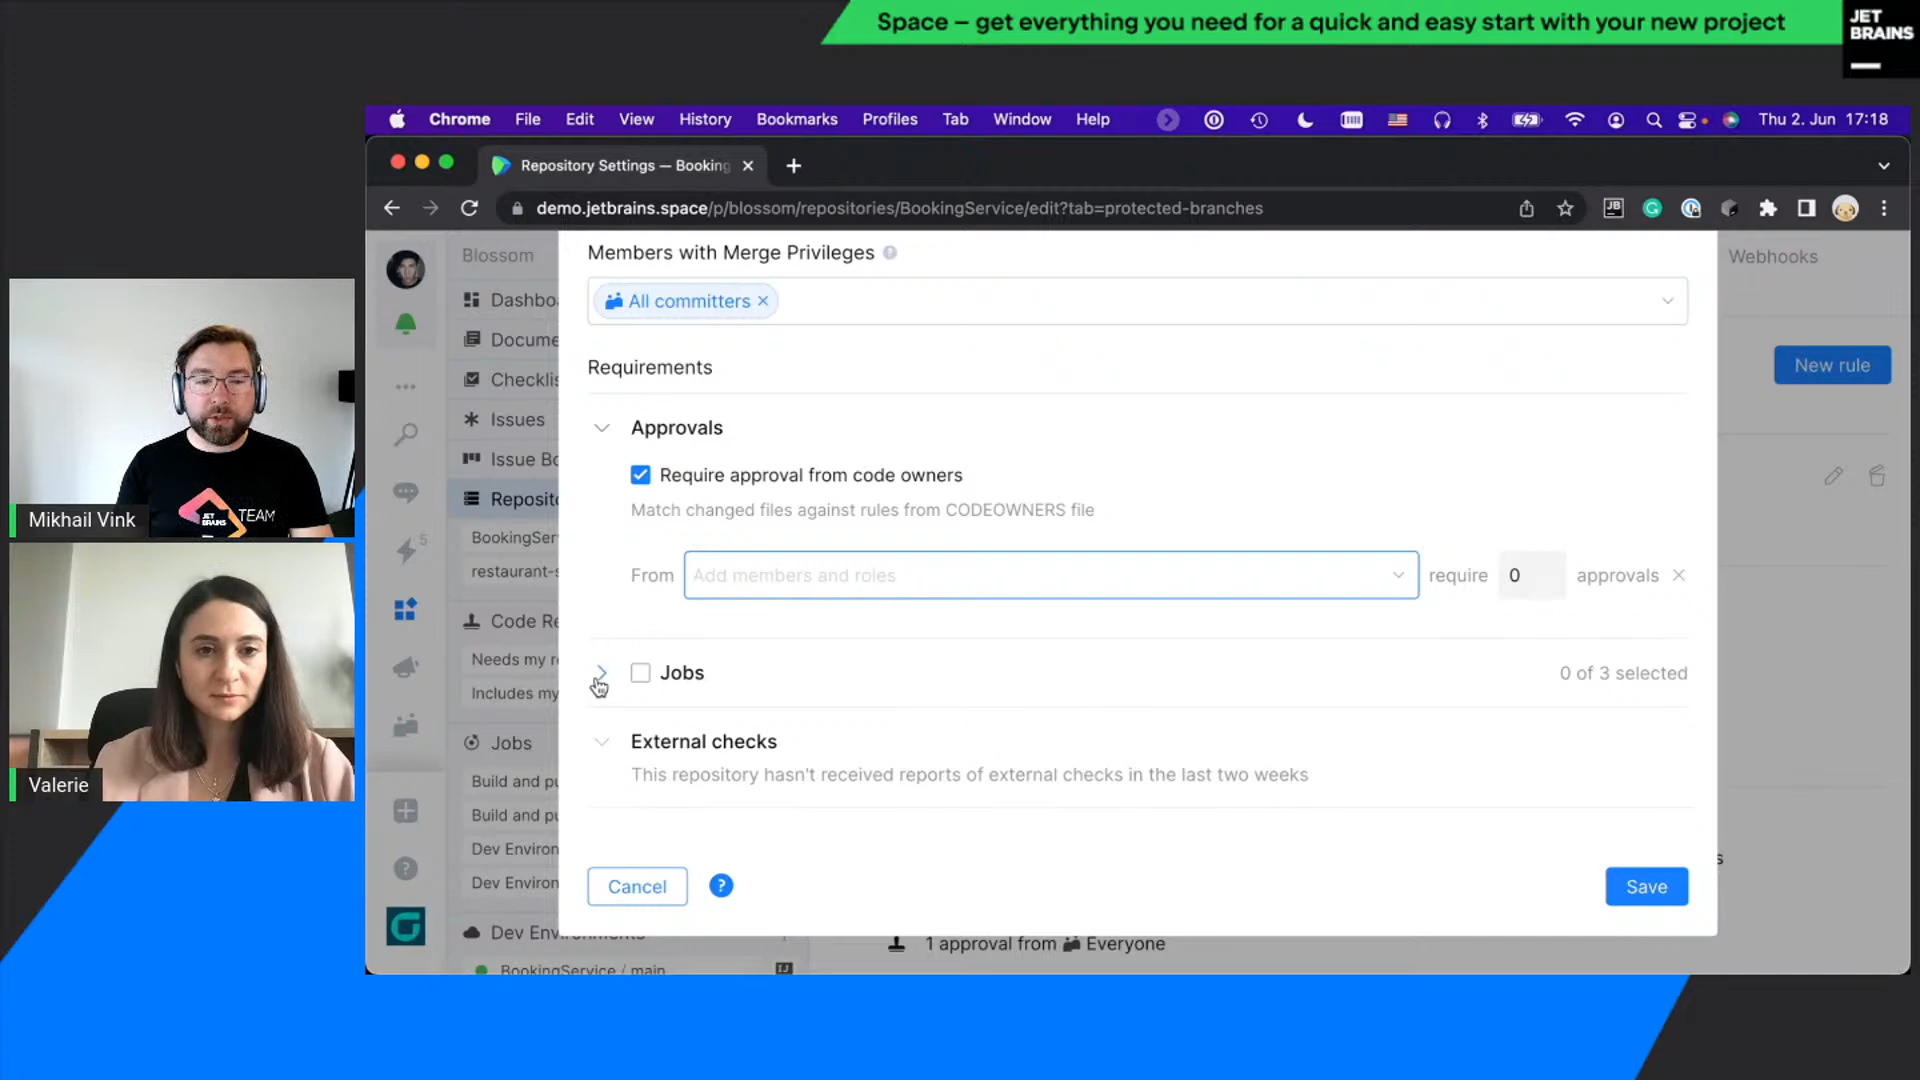 Space – get everything you need for a quick and easy start with your new project
JET
BRAINS
Chrome File Edit View History Bookmarks Profiles Tab Window Help
Thu 2. Jun 17:18
Repository Settings — Booking
demo.jetbrains.space/p/blossom/repositories/BookingService/edit?tab=protected-branches
JB
Blossom
Dashbo
Docume
Checklis
Issues
Issue Bo
Reposito
BookingSer
restaurant-s
Code Re
Needs my r
Includes my
Jobs
Build and pu
Build and pu
Dev Environ
Dev Environ
Dev Environments
BookingService / main
5
Members with Merge Privileges
All committers
Requirements
Approvals
Require approval from code owners
Match changed files against rules from CODEOWNERS file
From Add members and roles require 0 approvals
Jobs 0 of 3 selected
External checks
This repository hasn't received reports of external checks in the last two weeks
Cancel ? Save
1 approval from Everyone
Webhooks
New rule
s
JET
BRAINS TEAM
Mikhail Vink
Valerie